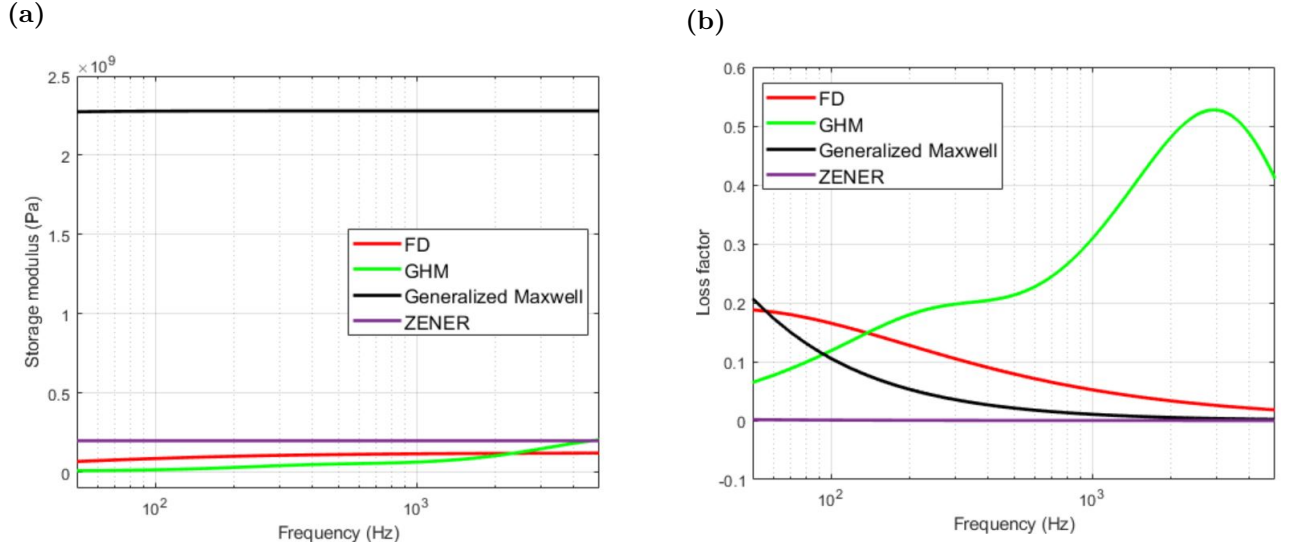 (a)
× 10^9
2.5
2
1.5
1
0.5
0
Storage modulus (Pa)
FD
GHM
Generalized Maxwell
ZENER
10^2
10^3
Frequency (Hz)
(b)
0.6
0.5
0.4
0.3
0.2
0.1
0
-0.1
Loss factor
FD
GHM
Generalized Maxwell
ZENER
10^2
10^3
Frequency (Hz)